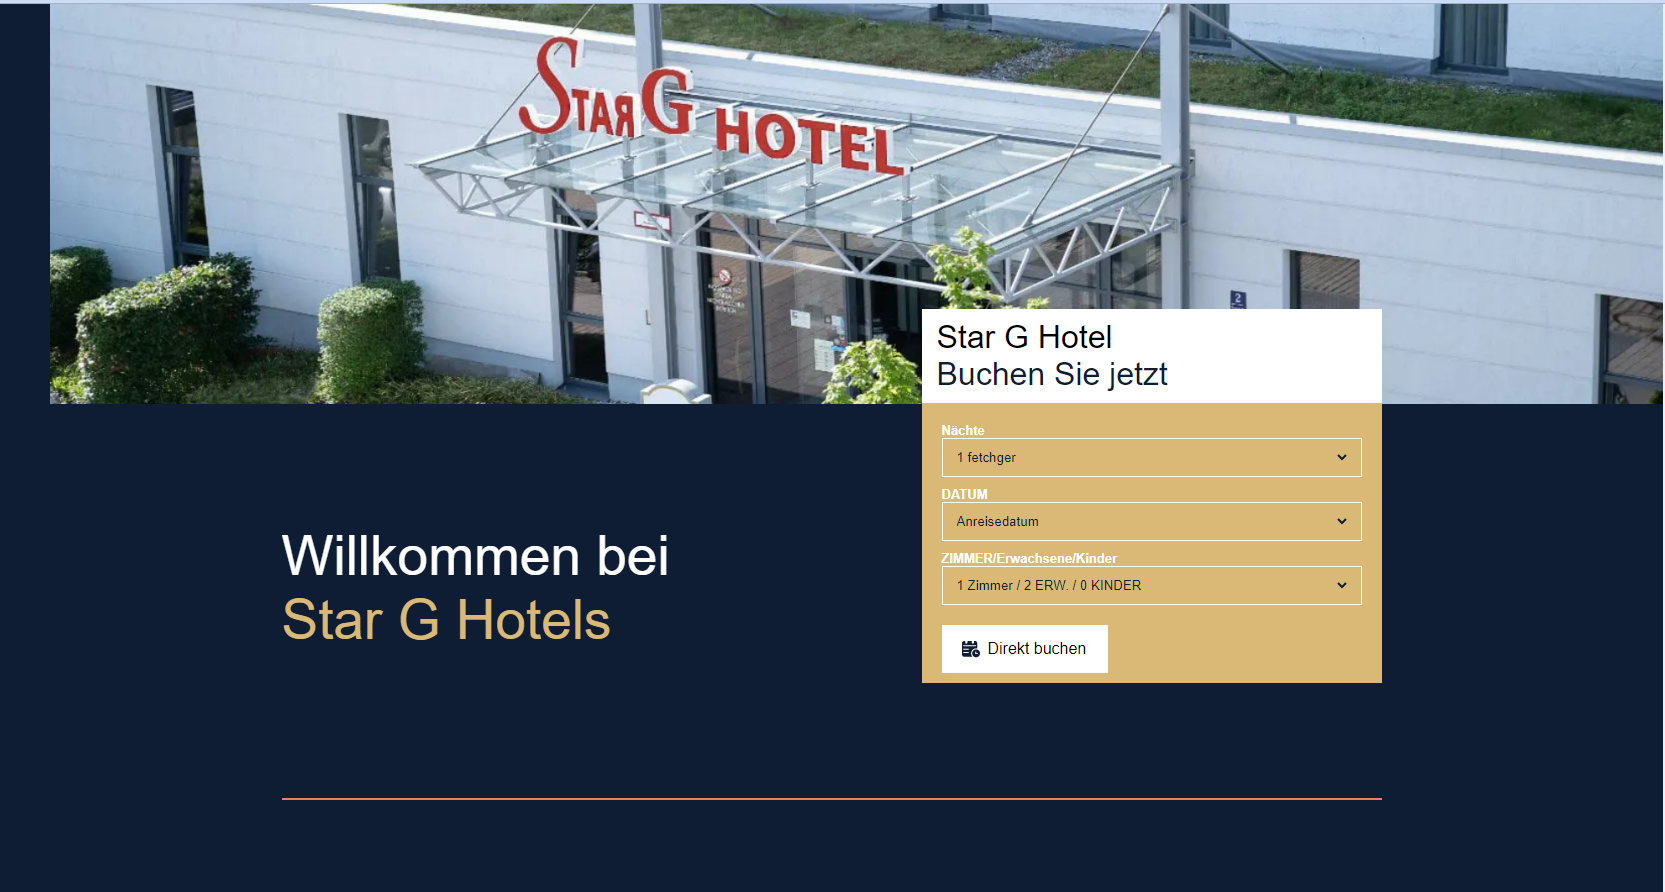 STAR G HOTEL
2
Star G Hotel
Buchen Sie jetzt
Nächte
1 fetchger
DATUM
Anreisedatum
ZIMMER/Erwachsene/Kinder
1 Zimmer / 2 ERW. / 0 KINDER
Direkt buchen
Willkommen bei
Star G Hotels